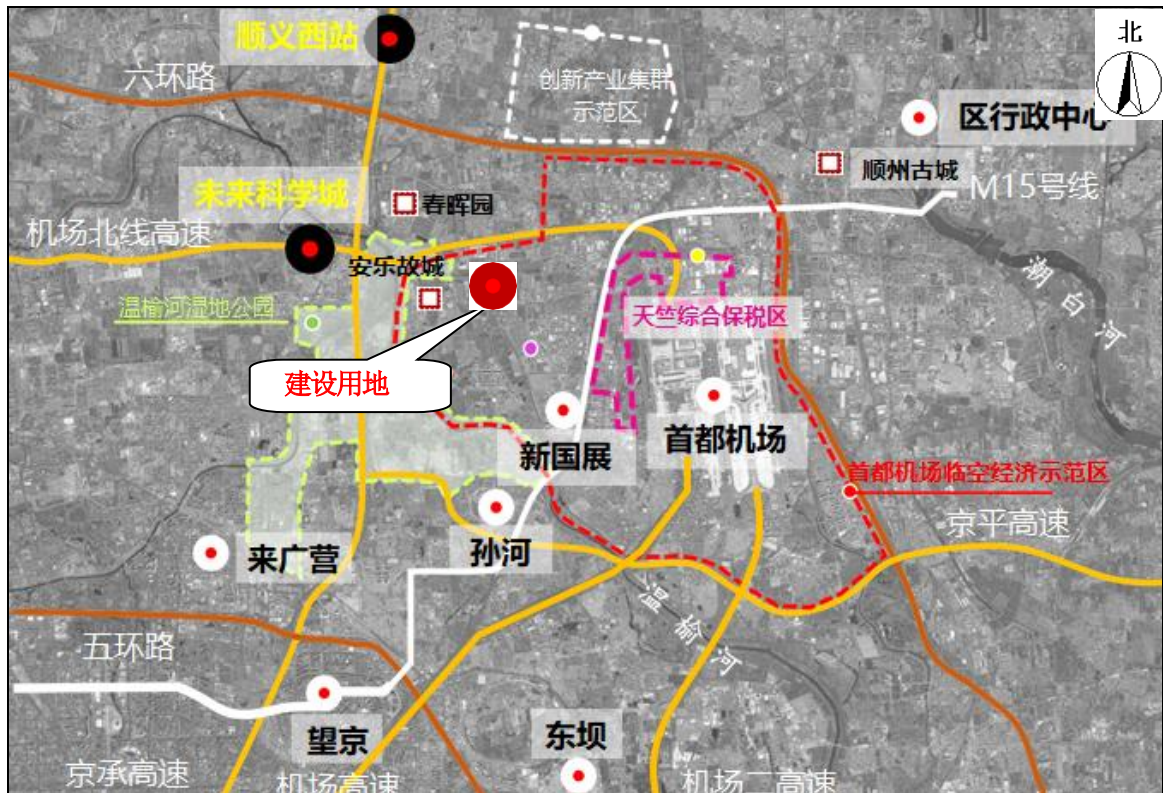 顺义西站
北
六环路
创新产业集群
示范区
区行政中心
顺州古城
M15号线
未来科学城
春晖园
机场北线高速
安乐故城
潮白河
温榆河湿地公园
天竺综合保税区
建设用地
首都机场
新国展
首都机场临空经济示范区
京平高速
孙河
来广营
温榆河
五环路
望京
东坝
京承高速
机场高速
机场二高速